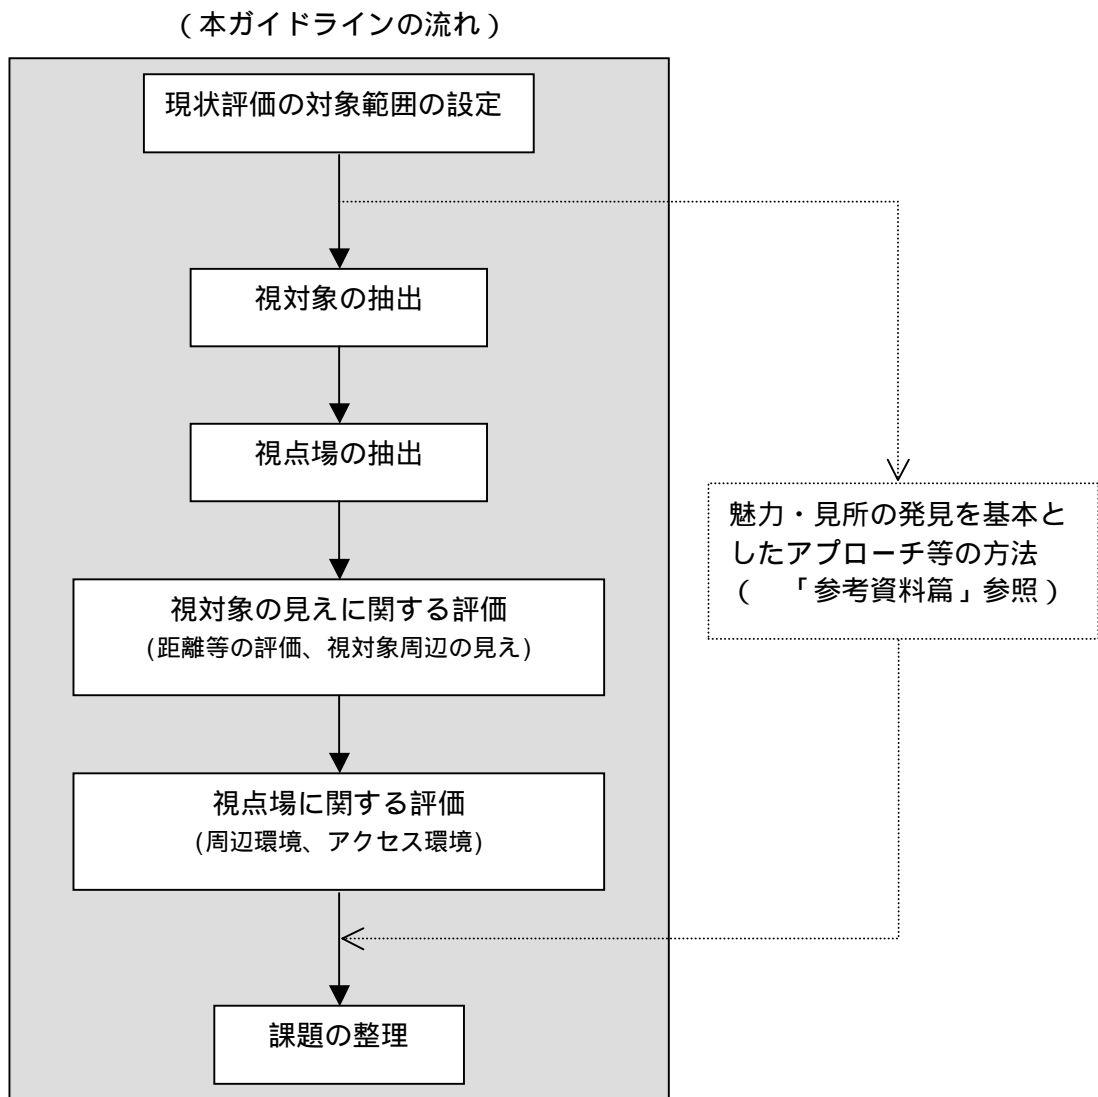 （本ガイドラインの流れ）
現状評価の対象範囲の設定
視対象の抽出
視点場の抽出
視対象の見えに関する評価
(距離等の評価、視対象周辺の見え)
視点場に関する評価
(周辺環境、アクセス環境)
課題の整理
魅力・見所の発見を基本と
したアプローチ等の方法
（　「参考資料篇」参照）